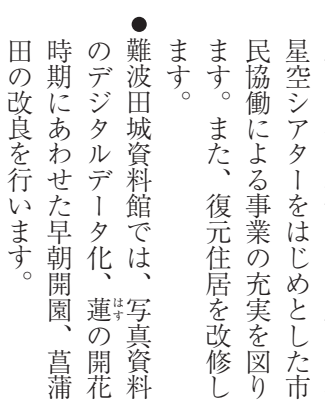 星空シアターをはじめとした市
民協働による事業の充実を図り
ます。また、復元住居を改修し
ます。
●難波田城資料館では、写真資料
のデジタルデータ化、蓮の開花
時期にあわせた早朝開園、菖蒲
田の改良を行います。
はす